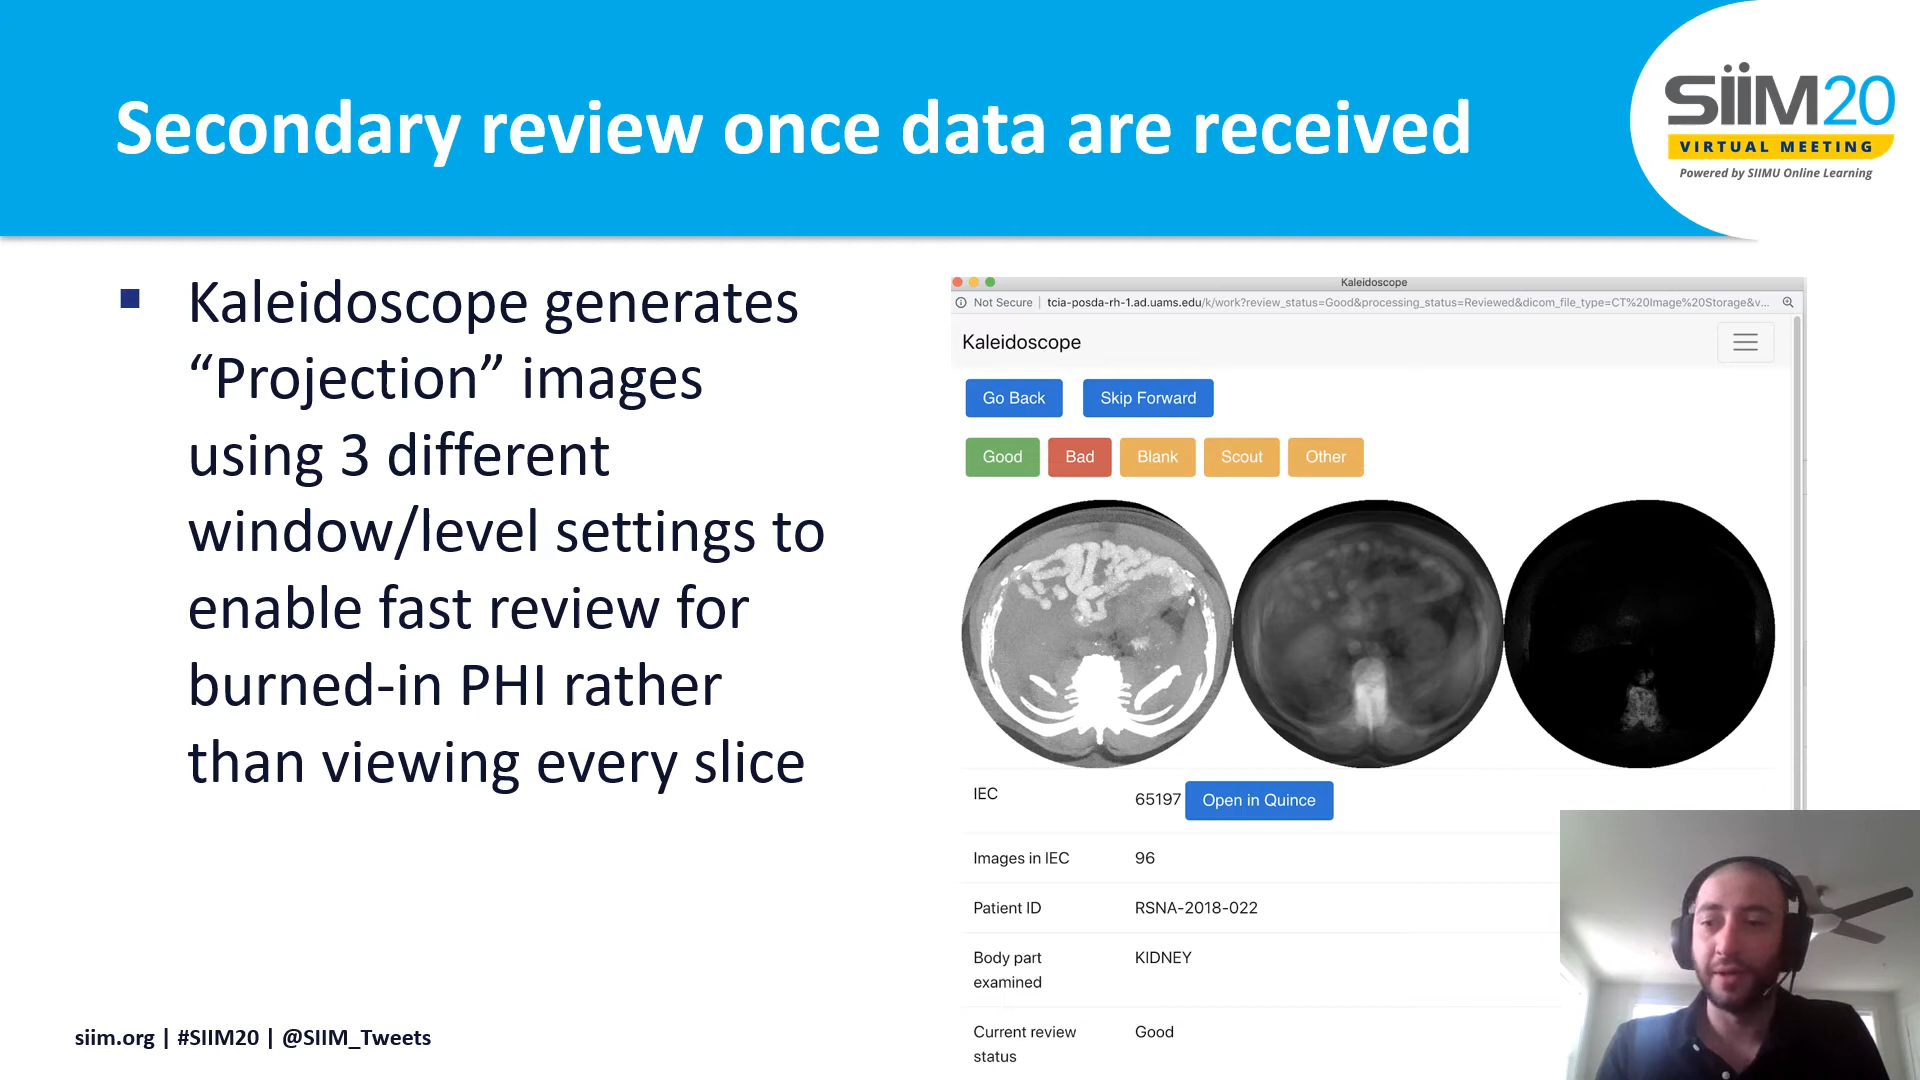 Secondary review once data are received
SiiM20
VIRTUAL MEETING
Powered by SIIMU Online Learning
Kaleidoscope generates
“Projection” images
using 3 different
window/level settings to
enable fast review for
burned-in PHI rather
than viewing every slice
Kaleidoscope
Not Secure | tcia-posda-rh-1.ad.uams.edu/k/work?review_status=Good&processing_status=Reviewed&dicom_file_type=CT%20Image%20Storage&v...
Kaleidoscope
Go Back Skip Forward
Good Bad Blank Scout Other
IEC 65197 Open in Quince
Images in IEC 96
Patient ID RSNA-2018-022
Body part examined KIDNEY
Current review status Good
siim.org | #SIIM20 | @SIIM_Tweets